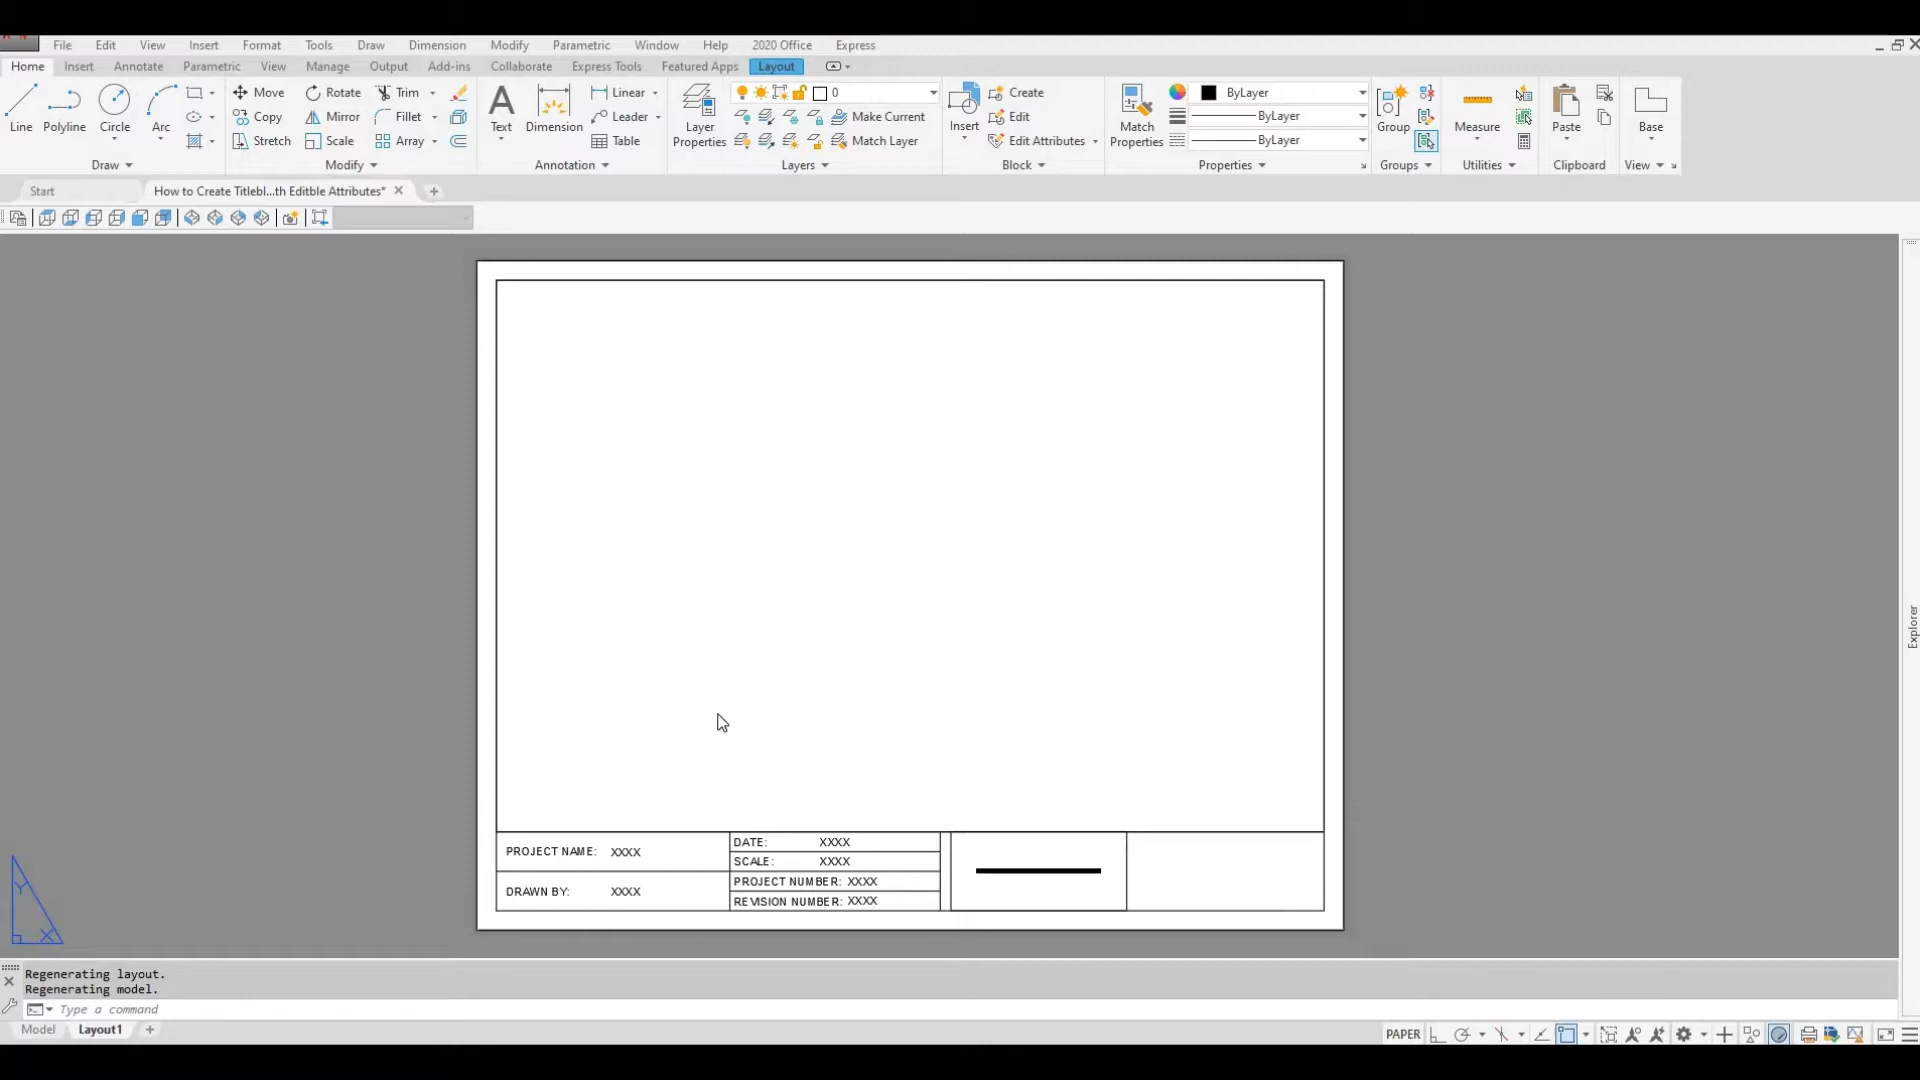 File Edit View Insert Format Tools Draw Dimension Modify Parametric Window Help 2020 Office Express
Home Insert Annotate Parametric View Manage Output Add-ins Collaborate Express Tools Featured Apps Layout
Line Polyline Circle Arc
Move Rotate Trim
Copy Mirror Fillet
Stretch Scale Array
Text Dimension
Linear
Leader
Table
Layer Properties
0
Make Current
Match Layer
Insert
Create
Edit
Edit Attributes
Match Properties
ByLayer
ByLayer
ByLayer
Group
Measure
Paste
Base
Draw Modify Annotation Layers Block Properties Groups Utilities Clipboard View
Start How to Create Titlebl...th Editble Attributes*
Explorer
PROJECT NAME: XXXX
DRAWN BY: XXXX
DATE: XXXX
SCALE: XXXX
PROJECT NUMBER: XXXX
REVISION NUMBER: XXXX
Y
X
Regenerating layout.
Regenerating model.
Type a command
Model Layout1
PAPER